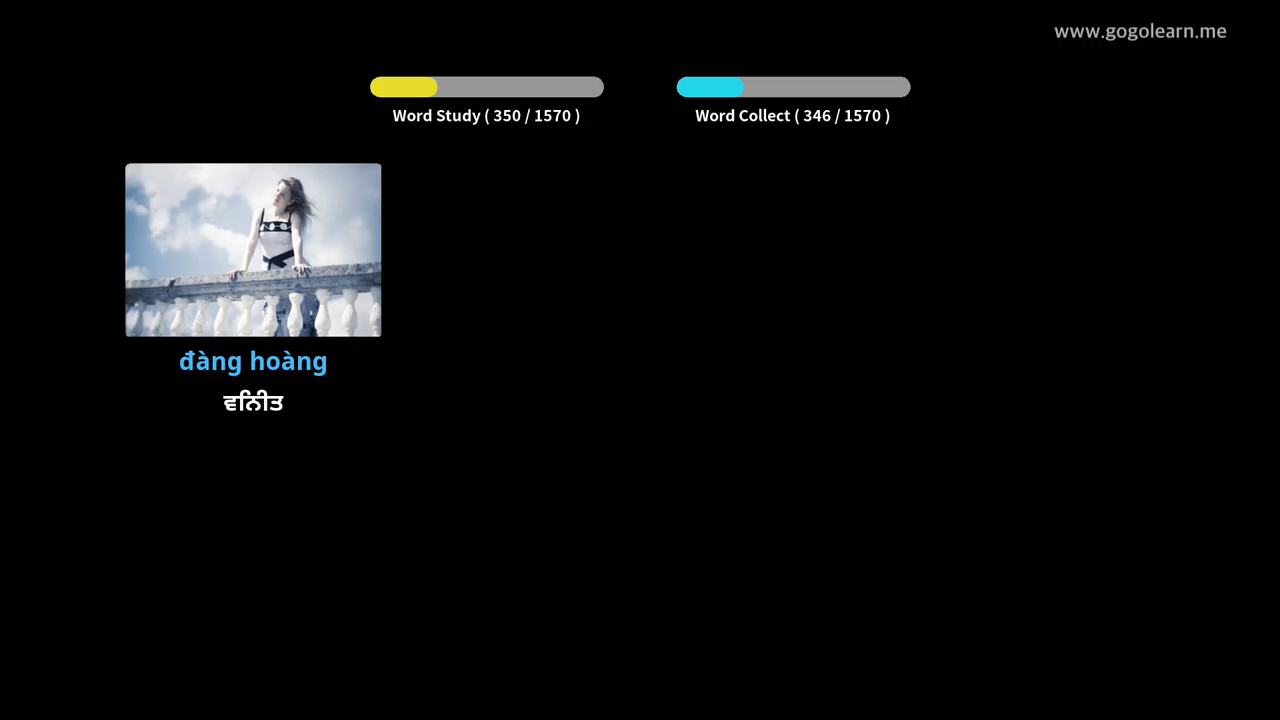 www.gogolearn.me
Word Study ( 350 / 1570 )
Word Collect ( 346 / 1570 )
đàng hoàng
ਵਨਿੀਤ